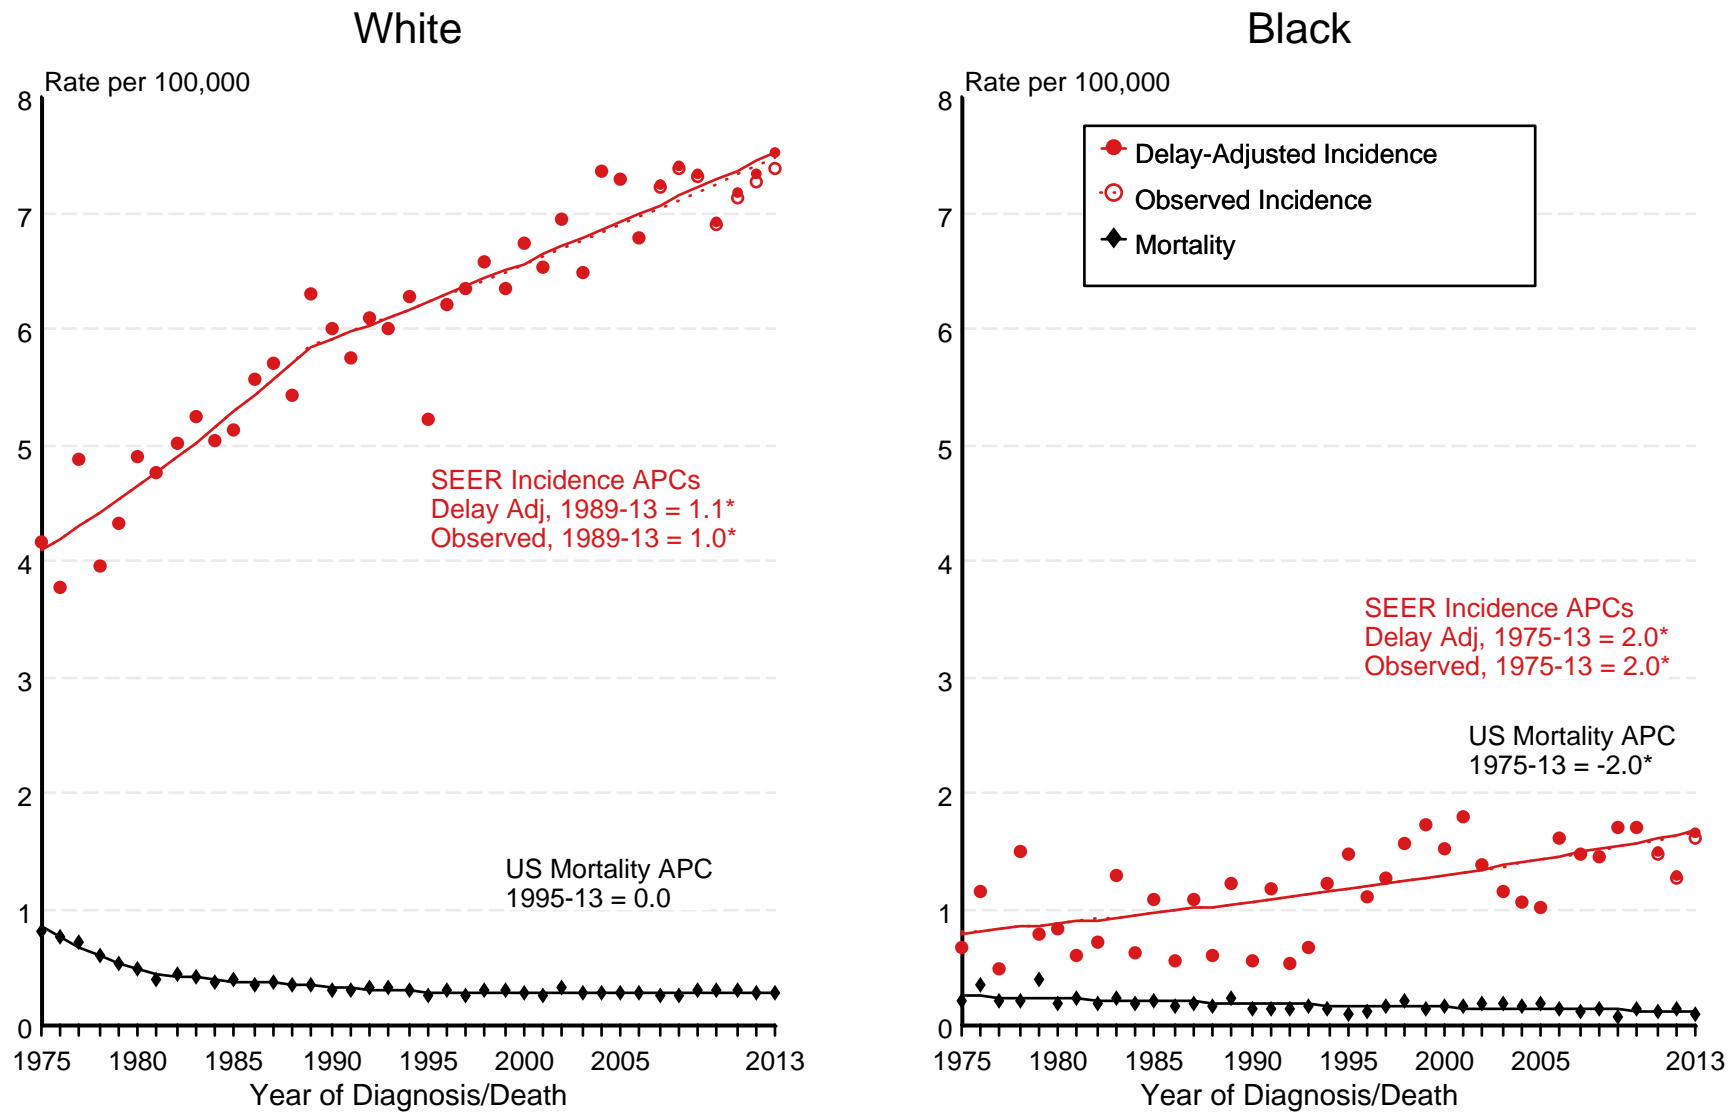 White
Rate per 100,000
8
7
6
5
4
3
2
1
0
SEER Incidence APCs
Delay Adj, 1989-13 = 1.1*
Observed, 1989-13 = 1.0*
US Mortality APC
1995-13 = 0.0
1975 1980 1985 1990 1995 2000 2005 2013
Year of Diagnosis/Death
Black
Rate per 100,000
8
7
6
5
4
3
2
1
0
Delay-Adjusted Incidence
Observed Incidence
Mortality
SEER Incidence APCs
Delay Adj, 1975-13 = 2.0*
Observed, 1975-13 = 2.0*
US Mortality APC
1975-13 = -2.0*
1975 1980 1985 1990 1995 2000 2005 2013
Year of Diagnosis/Death